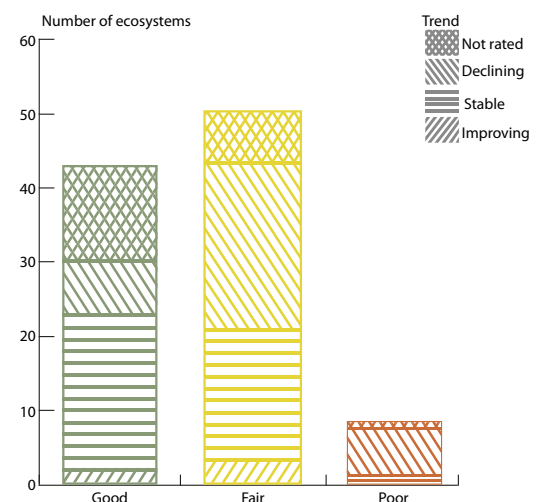 Number of ecosystems
Trend
Not rated
Declining
Stable
Improving
60
50
40
30
20
10
0
Good
Fair
Poor